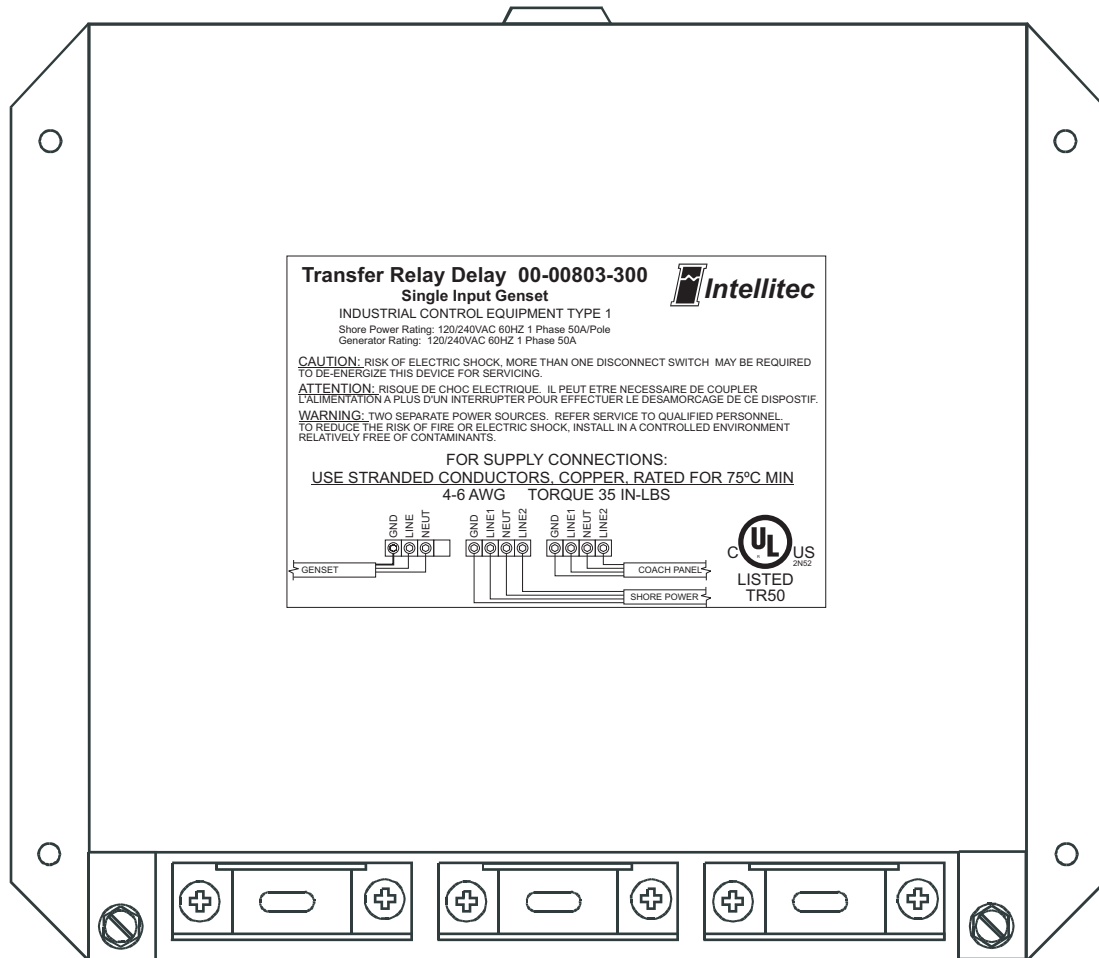 Transfer Relay Delay 00-00803-300
Single Input Genset
Intellitec
INDUSTRIAL CONTROL EQUIPMENT TYPE 1
Shore Power Rating: 120/240VAC 60HZ 1 Phase 50A/Pole
Generator Rating: 120/240VAC 60HZ 1 Phase 50A
CAUTION: RISK OF ELECTRIC SHOCK, MORE THAN ONE DISCONNECT SWITCH MAY BE REQUIRED
TO DE-ENERGIZE THIS DEVICE FOR SERVICING.
ATTENTION: RISQUE DE CHOC ELECTRIQUE. IL PEUT ETRE NECESSAIRE DE COUPLER
L'ALIMENTATION A PLUS D'UN INTERRUPTER POUR EFFECTUER LE DESAMORCAGE DE CE DISPOSTIF.
WARNING: TWO SEPARATE POWER SOURCES. REFER SERVICE TO QUALIFIED PERSONNEL.
TO REDUCE THE RISK OF FIRE OR ELECTRIC SHOCK, INSTALL IN A CONTROLLED ENVIRONMENT
RELATIVELY FREE OF CONTAMINANTS.
FOR SUPPLY CONNECTIONS:
USE STRANDED CONDUCTORS, COPPER, RATED FOR 75ºC MIN
4-6 AWG TORQUE 35 IN-LBS
GND
LINE
NEUT
GND
LINE1
NEUT
LINE2
GND
LINE1
NEUT
LINE2
GENSET
COACH PANEL
SHORE POWER
C UL US
®
2N52
LISTED
TR50